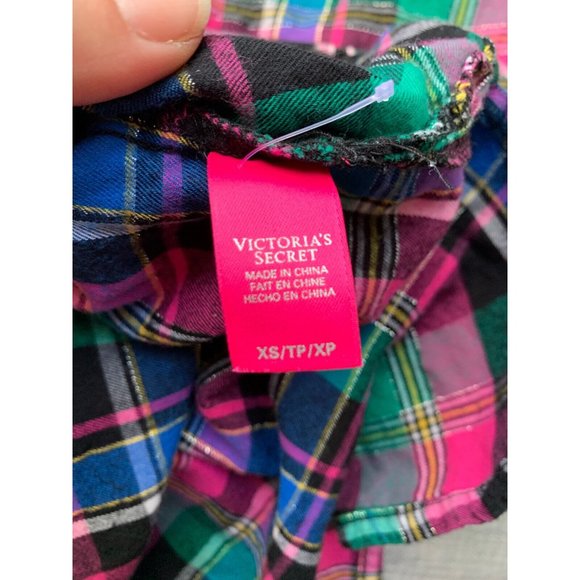 VICTORIA'S
SECRET
MADE IN CHINA
FAIT EN CHINE
HECHO EN CHINA
XS/TP/XP